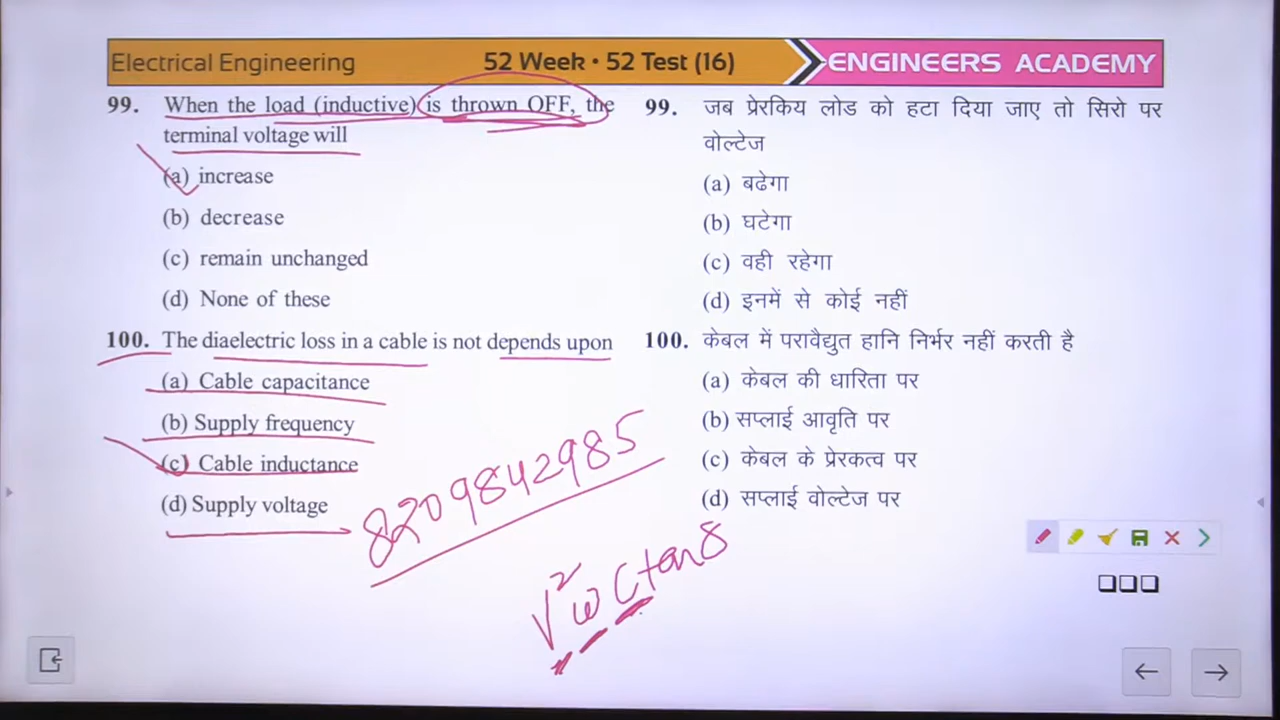 Electrical Engineering 52 Week • 52 Test (16) ENGINEERS ACADEMY
99. When the load (inductive) is thrown OFF, the
terminal voltage will
(a) increase
(b) decrease
(c) remain unchanged
(d) None of these
100. The diaelectric loss in a cable is not depends upon
(a) Cable capacitance
(b) Supply frequency
(c) Cable inductance
(d) Supply voltage
99. जब प्रेरकिय लोड को हटा दिया जाए तो सिरो पर
वोल्टेज
(a) बढेगा
(b) घटेगा
(c) वही रहेगा
(d) इनमें से कोई नहीं
100. केबल में परावैद्युत हानि निर्भर नहीं करती है
(a) केबल की धारिता पर
(b) सप्लाई आवृति पर
(c) केबल के प्रेरकत्व पर
(d) सप्लाई वोल्टेज पर
8209842985
V² ω C tan δ